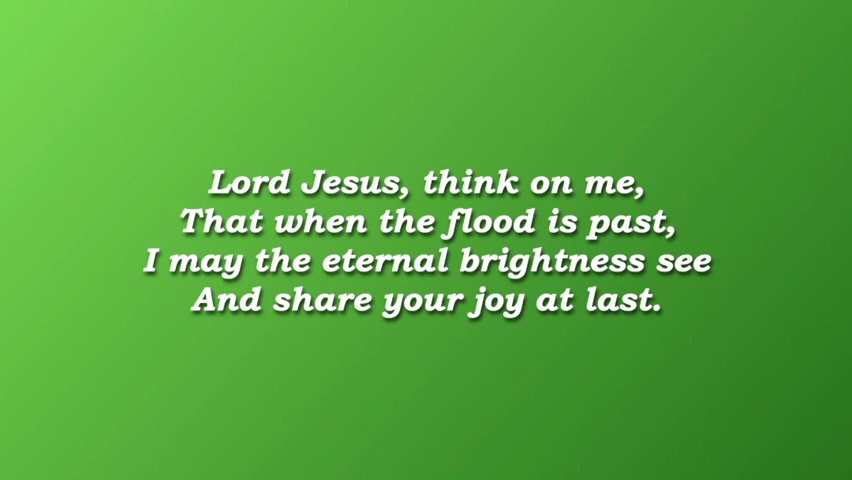 Lord Jesus, think on me,
That when the flood is past,
I may the eternal brightness see
And share your joy at last.